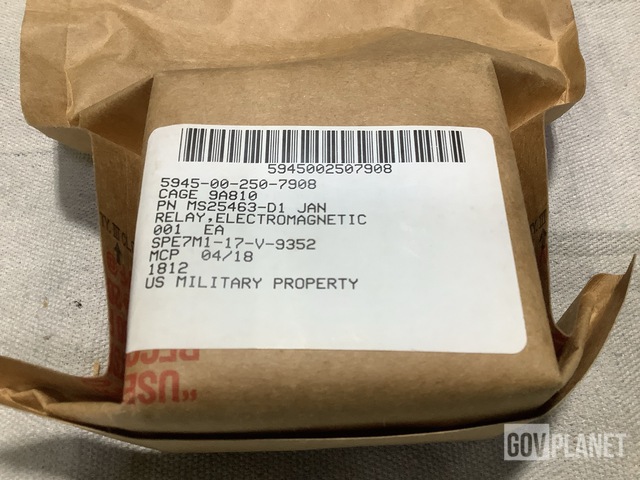 5945002507908
5945-00-250-7908
CAGE 9A810
PN MS25463-D1 JAN
RELAY,ELECTROMAGNETIC
001 EA
SPE7M1-17-V-9352
MCP 04/18
1812
US MILITARY PROPERTY
"USE
GOVPLANET